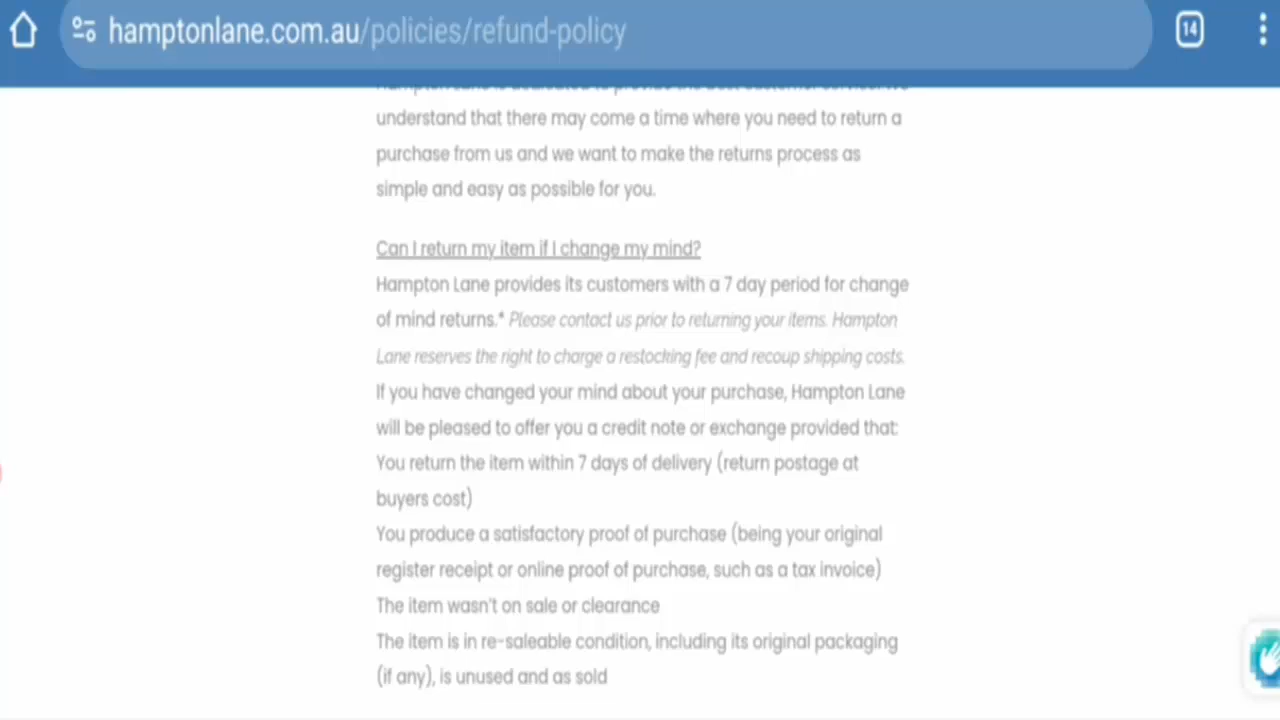 hamptonlane.com.au/policies/refund-policy
14
understand that there may come a time where you need to return a
purchase from us and we want to make the returns process as
simple and easy as possible for you.
Can I return my item if I change my mind?
Hampton Lane provides its customers with a 7 day period for change
of mind returns.* Please contact us prior to returning your items. Hampton
Lane reserves the right to charge a restocking fee and recoup shipping costs.
If you have changed your mind about your purchase, Hampton Lane
will be pleased to offer you a credit note or exchange provided that:
You return the item within 7 days of delivery (return postage at
buyers cost)
You produce a satisfactory proof of purchase (being your original
register receipt or online proof of purchase, such as a tax invoice)
The item wasn't on sale or clearance
The item is in re-saleable condition, including its original packaging
(if any), is unused and as sold